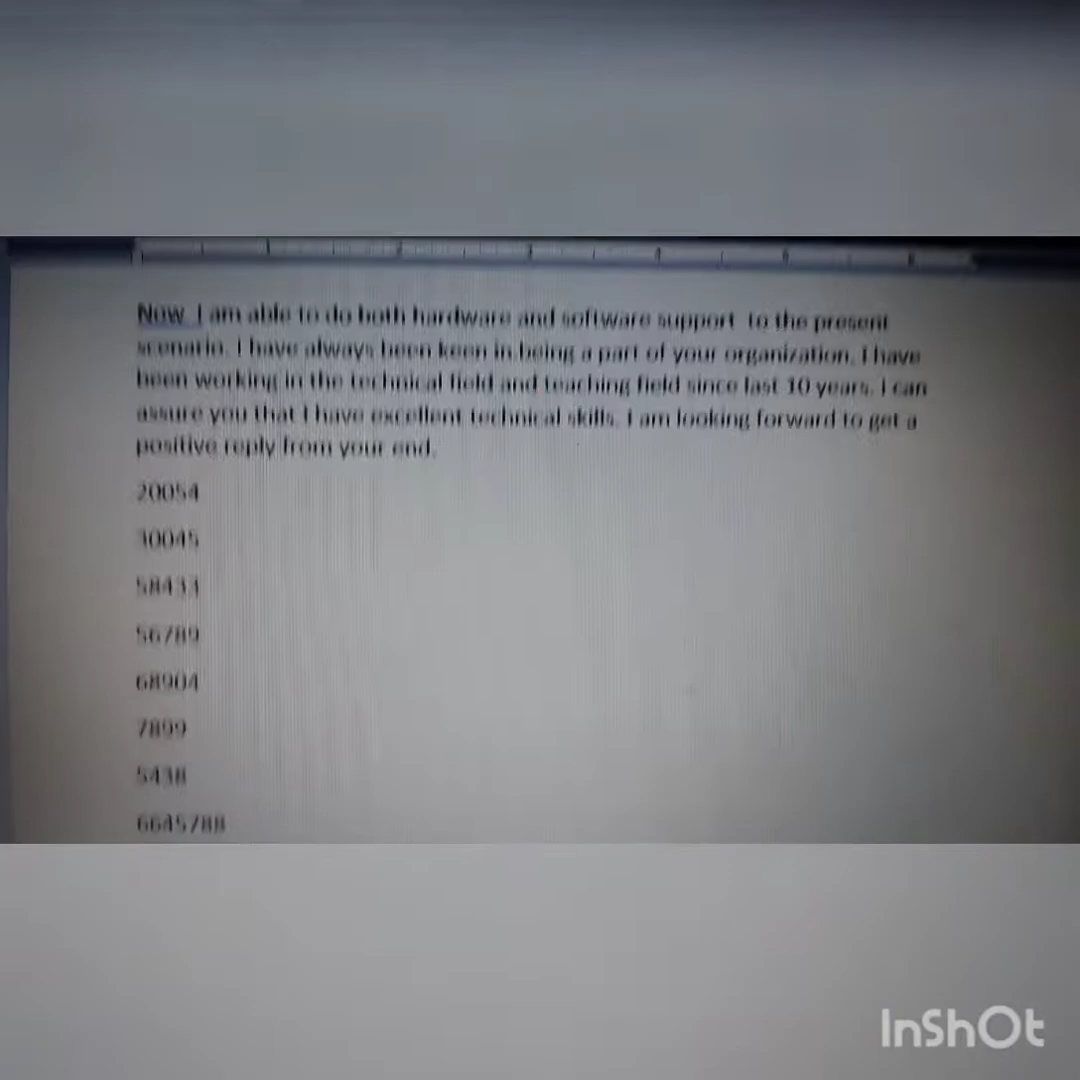 Now I am able to do both hardware and software support to the present
scenario. I have always been keen in being a part of your organization. I have
been working in the technical field and teaching field since last 10 years. I can
assure you that I have excellent technical skills. I am looking forward to get a
positive reply from your end.
20054
30045
58433
56789
68904
7899
5438
6645788
InShOt